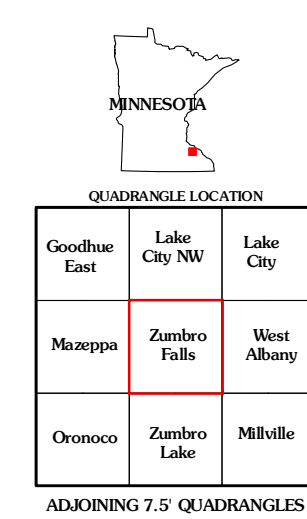 MINNESOTA
QUADRANGLE LOCATION
Goodhue
East
Lake
City NW
Lake
City
Mazeppa
Zumbro
Falls
West
Albany
Oronoco
Zumbro
Lake
Millville
ADJOINING 7.5' QUADRANGLES